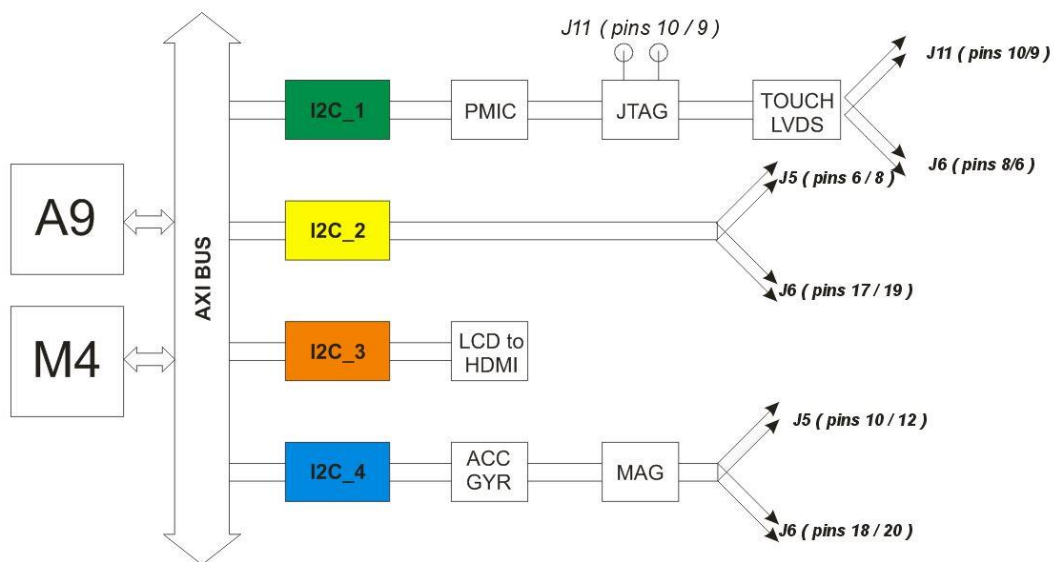 J11 ( pins 10 / 9 )
J11 ( pins 10/9 )
I2C_1
PMIC
JTAG
TOUCH
LVDS
J6 ( pins 8/6 )
J5 ( pins 6 / 8 )
A9
I2C_2
AXI BUS
J6 ( pins 17 / 19 )
M4
I2C_3
LCD to
HDMI
J5 ( pins 10 / 12 )
I2C_4
ACC
GYR
MAG
J6 ( pins 18 / 20 )